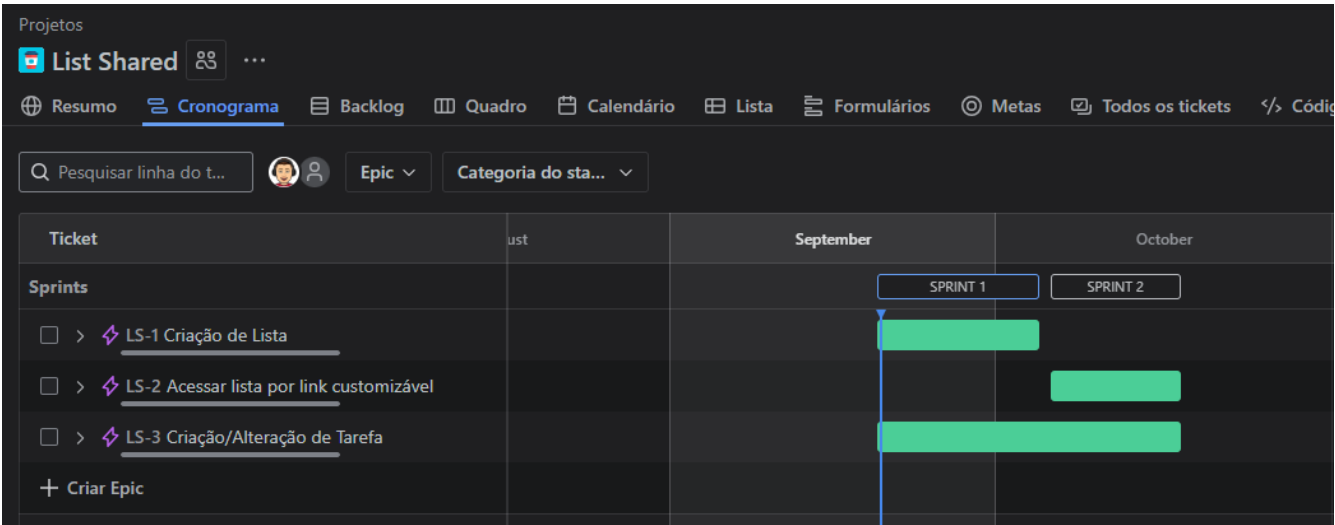 Projetos
List Shared
Resumo Cronograma Backlog Quadro Calendário Lista Formulários Metas Todos os tickets Códig
Pesquisar linha do t... Epic Categoria do sta...
Ticket ust September October
Sprints SPRINT 1 SPRINT 2
LS-1 Criação de Lista
LS-2 Acessar lista por link customizável
LS-3 Criação/Alteração de Tarefa
+ Criar Epic